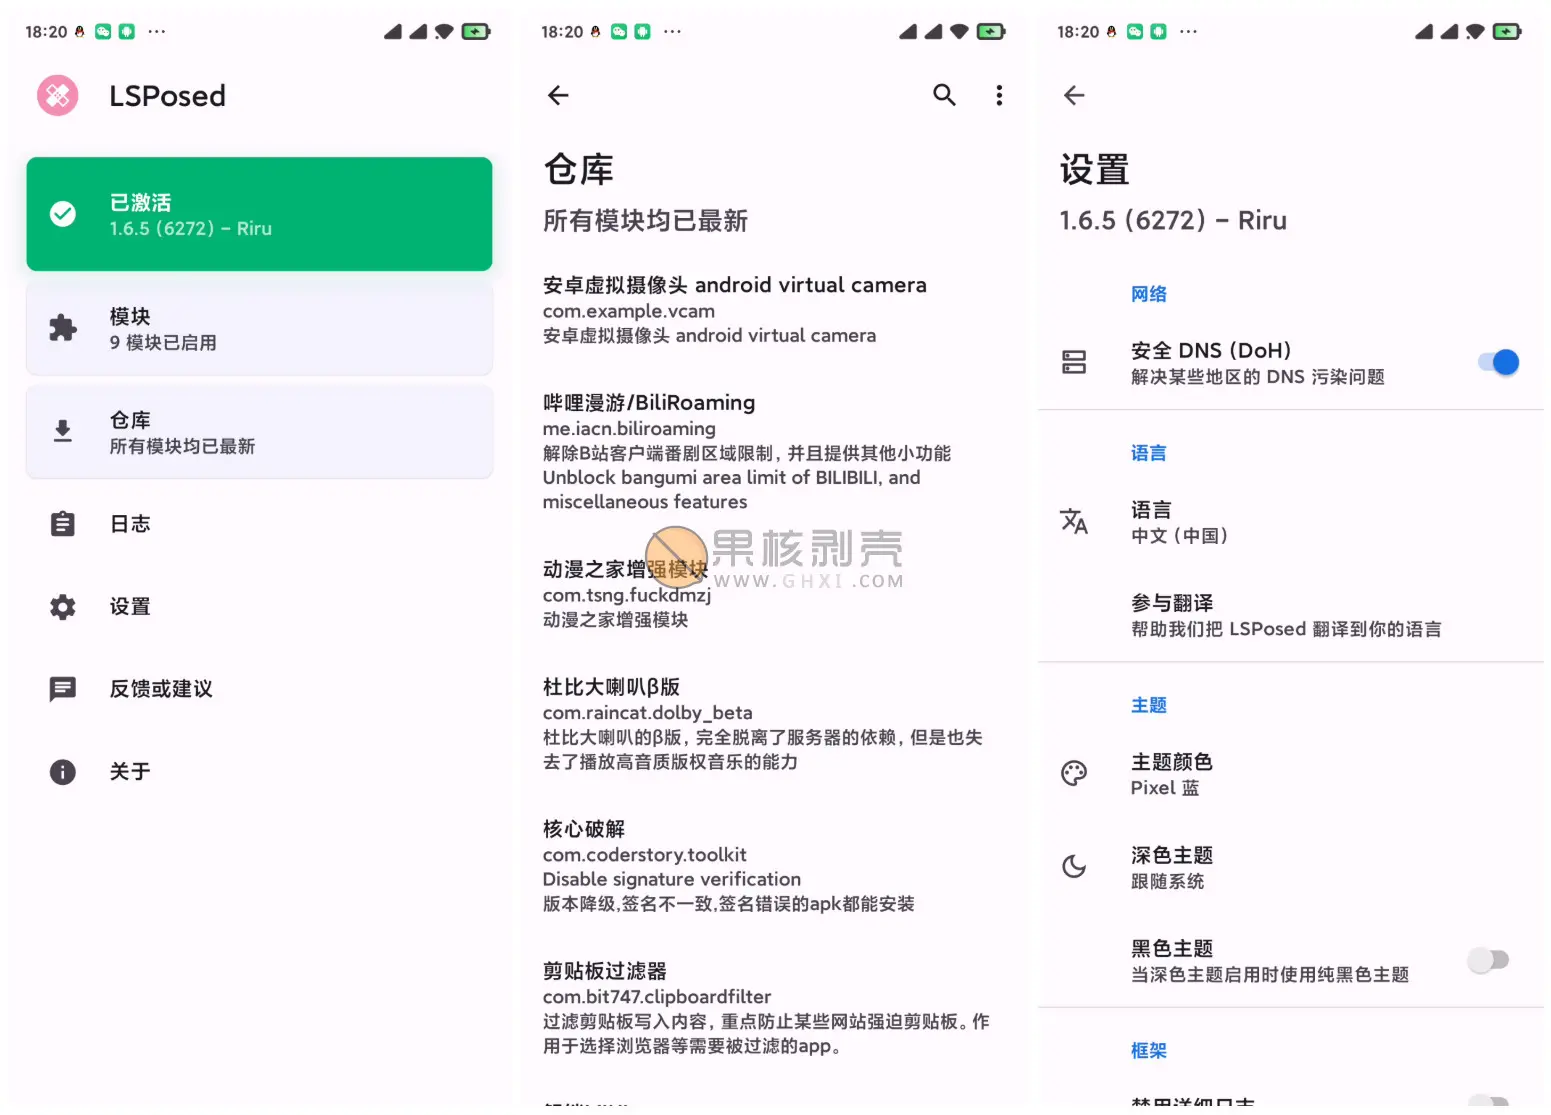 18:20
LSPosed
已激活
1.6.5 (6272) – Riru
模块
9 模块已启用
仓库
所有模块均已最新
日志
设置
反馈或建议
关于
18:20
仓库
所有模块均已最新
安卓虚拟摄像头 android virtual camera
com.example.vcam
安卓虚拟摄像头 android virtual camera
哔哩漫游/BiliRoaming
me.iacn.biliroaming
解除B站客户端番剧区域限制，并且提供其他小功能
Unblock bangumi area limit of BILIBILI, and
miscellaneous features
动漫之家增强模块
com.tsng.fuckdmzj
动漫之家增强模块
果核剥壳
WWW.GHXI.COM
杜比大喇叭β版
com.raincat.dolby_beta
杜比大喇叭的β版，完全脱离了服务器的依赖，但是也失
去了播放高音质版权音乐的能力
核心破解
com.coderstory.toolkit
Disable signature verification
版本降级,签名不一致,签名错误的apk都能安装
剪贴板过滤器
com.bit747.clipboardfilter
过滤剪贴板写入内容，重点防止某些网站强迫剪贴板。作
用于选择浏览器等需要被过滤的app。
18:20
设置
1.6.5 (6272) – Riru
网络
安全 DNS (DoH)
解决某些地区的 DNS 污染问题
语言
语言
中文 (中国)
参与翻译
帮助我们把 LSPosed 翻译到你的语言
主题
主题颜色
Pixel 蓝
深色主题
跟随系统
黑色主题
当深色主题启用时使用纯黑色主题
框架
禁用详细日志